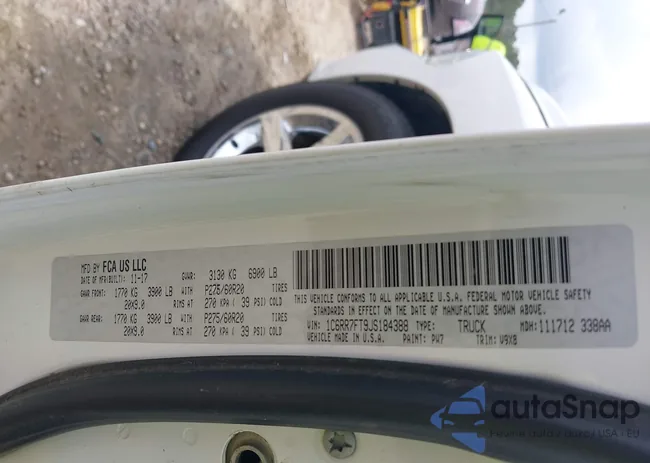 MFD BY FCA US LLC
DATE OF MFR(BUILT): 11-17 GVWR: 3130 KG 6900 LB
GAWR FRONT: 1770 KG 3900 LB WITH P275/60R20 TIRES
20X9.0 RIMS AT 270 KPA ( 39 PSI) COLD
GAWR REAR: 1770 KG 3900 LB WITH P275/60R20 TIRES
20X9.0 RIMS AT 270 KPA ( 39 PSI) COLD
THIS VEHICLE CONFORMS TO ALL APPLICABLE U.S.A. FEDERAL MOTOR VEHICLE SAFETY
STANDARDS IN EFFECT ON THE DATE OF MANUFACTURE SHOWN ABOVE.
VIN: 1C6RR7FT9JS184388 TYPE: TRUCK MDH: 111712 338AA
VEHICLE MADE IN U.S.A. PAINT: PW7 TRIM: V9X8
autoSnap